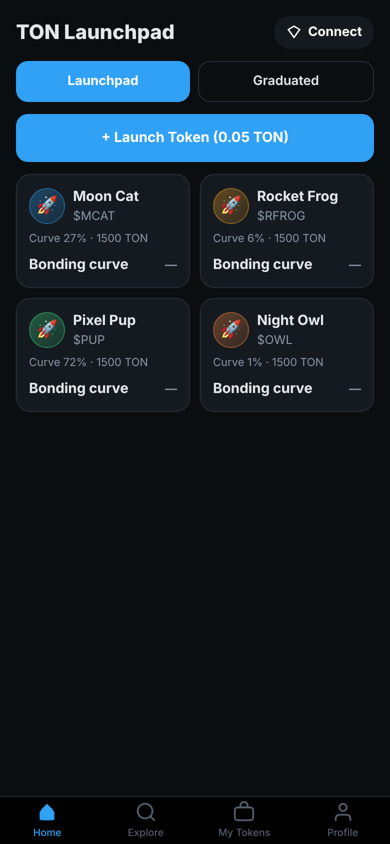 TON Launchpad
Connect
Launchpad
Graduated
+ Launch Token (0.05 TON)
Moon Cat
$MCAT
Curve 27% · 1500 TON
Bonding curve —
Rocket Frog
$RFROG
Curve 6% · 1500 TON
Bonding curve —
Pixel Pup
$PUP
Curve 72% · 1500 TON
Bonding curve —
Night Owl
$OWL
Curve 1% · 1500 TON
Bonding curve —
Home
Explore
My Tokens
Profile